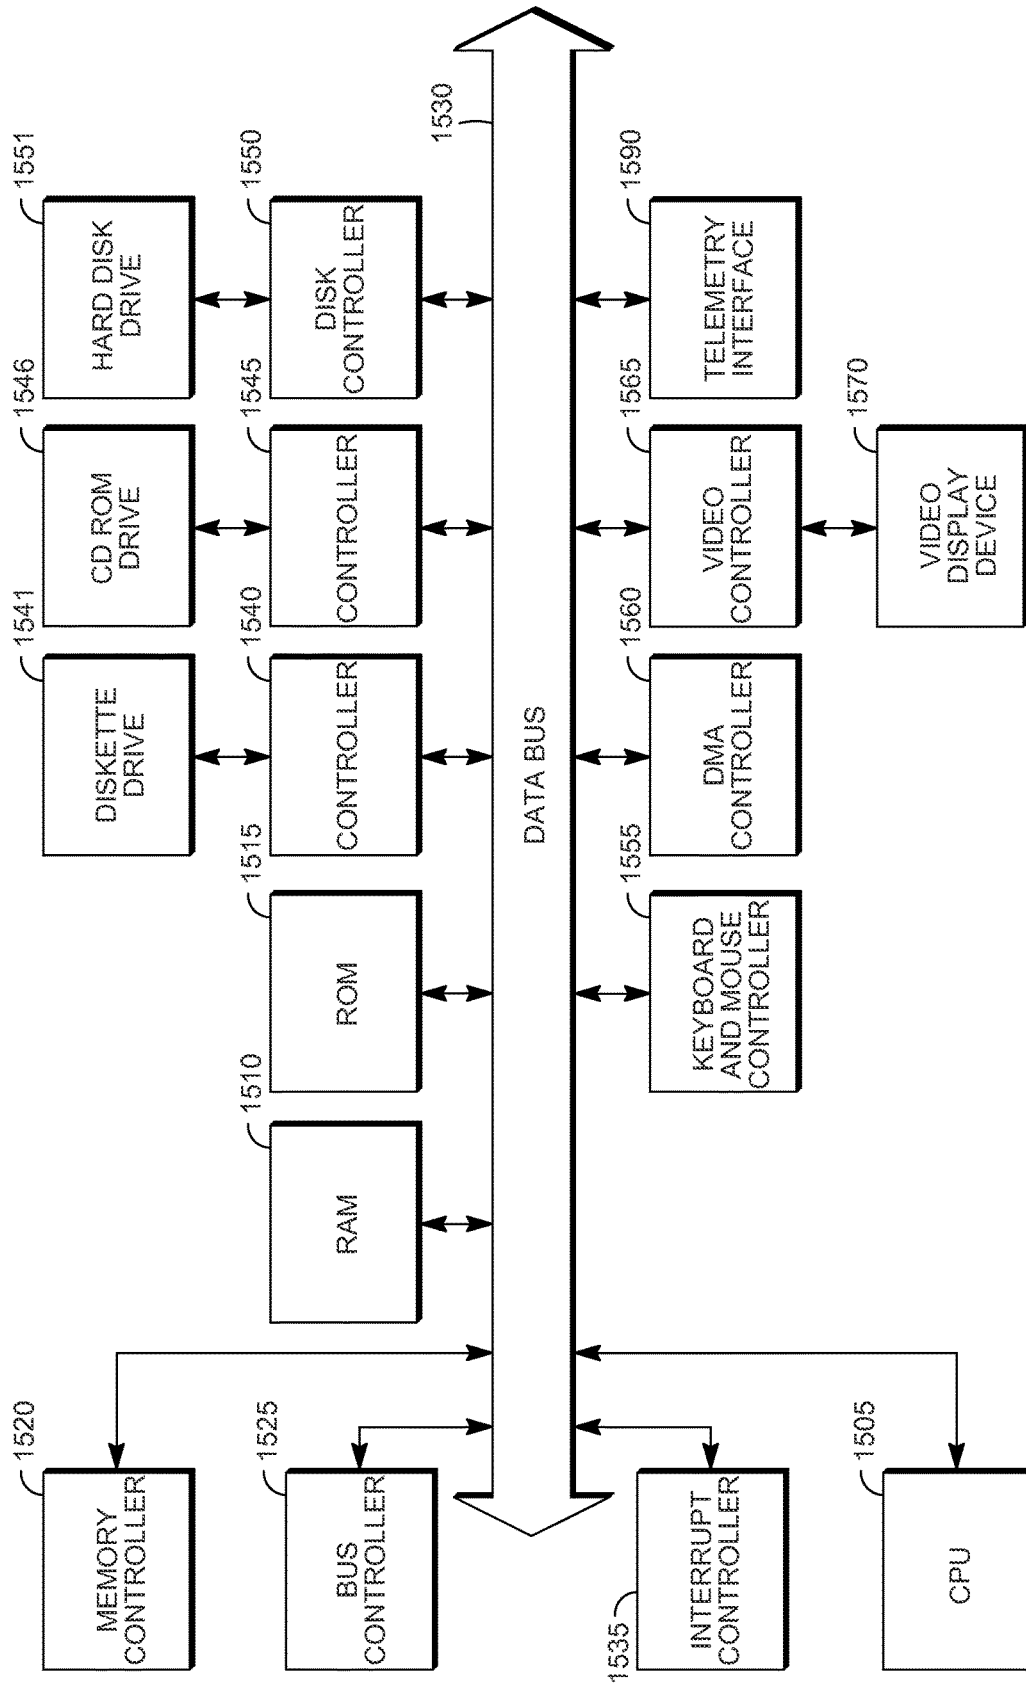 1520
MEMORY
CONTROLLER
1525
BUS
CONTROLLER
1535
INTERRUPT
CONTROLLER
1505
CPU
1541
DISKETTE
DRIVE
1546
CD ROM
DRIVE
1551
HARD DISK
DRIVE
1510
RAM
1515
ROM
1540
CONTROLLER
1545
CONTROLLER
1550
DISK
CONTROLLER
1530
DATA BUS
1555
KEYBOARD
AND MOUSE
CONTROLLER
1560
DMA
CONTROLLER
1565
VIDEO
CONTROLLER
1590
TELEMETRY
INTERFACE
1570
VIDEO
DISPLAY
DEVICE